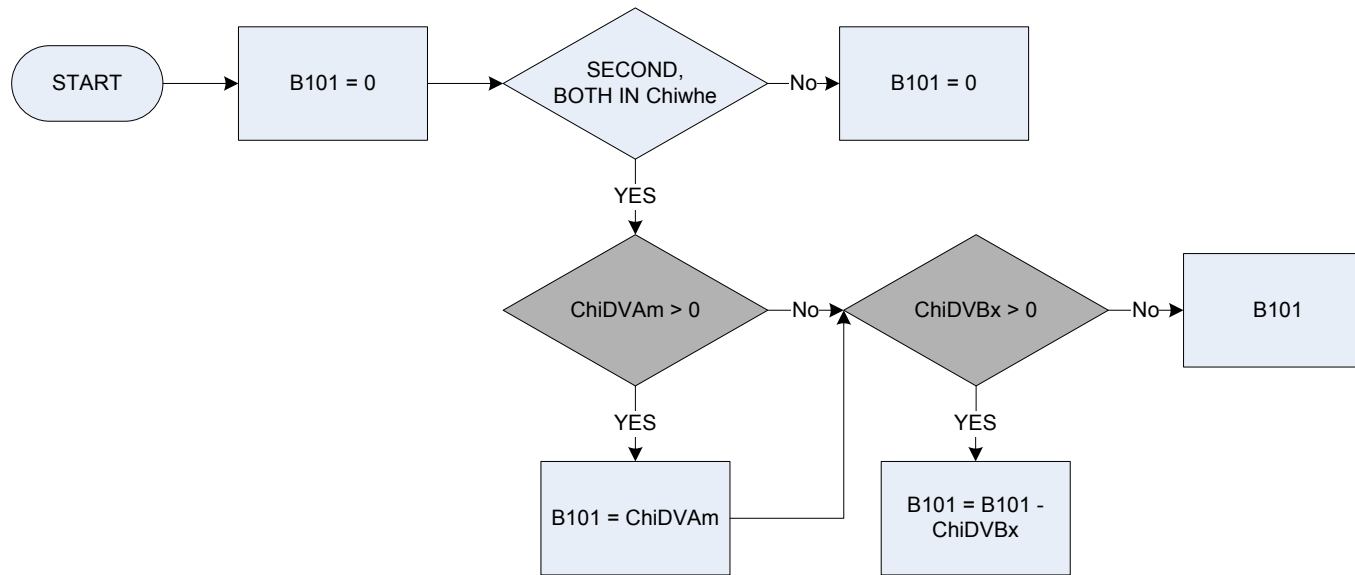 START
B101 = 0
SECOND,
BOTH IN Chiwhe
No
B101 = 0
YES
ChiDVAm > 0
No
ChiDVBx > 0
No
B101
YES
YES
B101 = ChiDVAm
B101 = B101 -
ChiDVBx